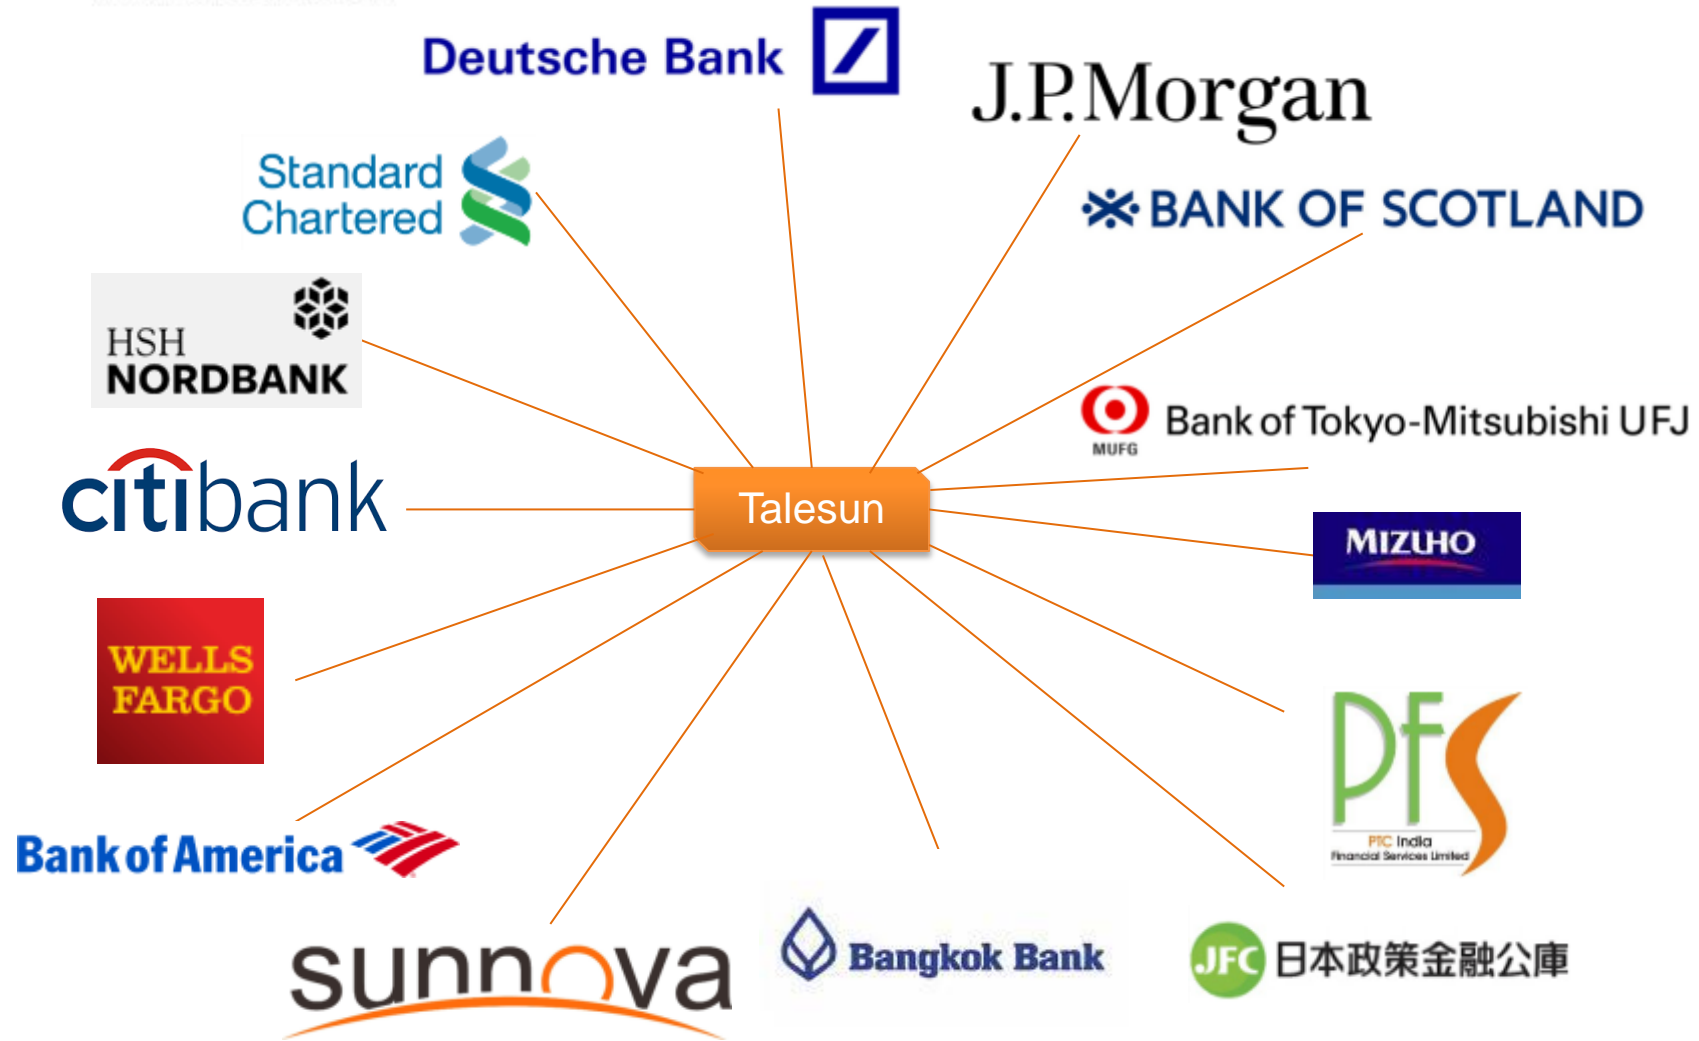 Deutsche Bank
J.P.Morgan
Standard
Chartered
BANK OF SCOTLAND
HSH
NORDBANK
MUFG
Bank of Tokyo-Mitsubishi UFJ
citibank
Talesun
MIZUHO
WELLS
FARGO
PFS
PTC India
Financial Services Limited
Bank of America
sunnova
Bangkok Bank
JFC 日本政策金融公庫